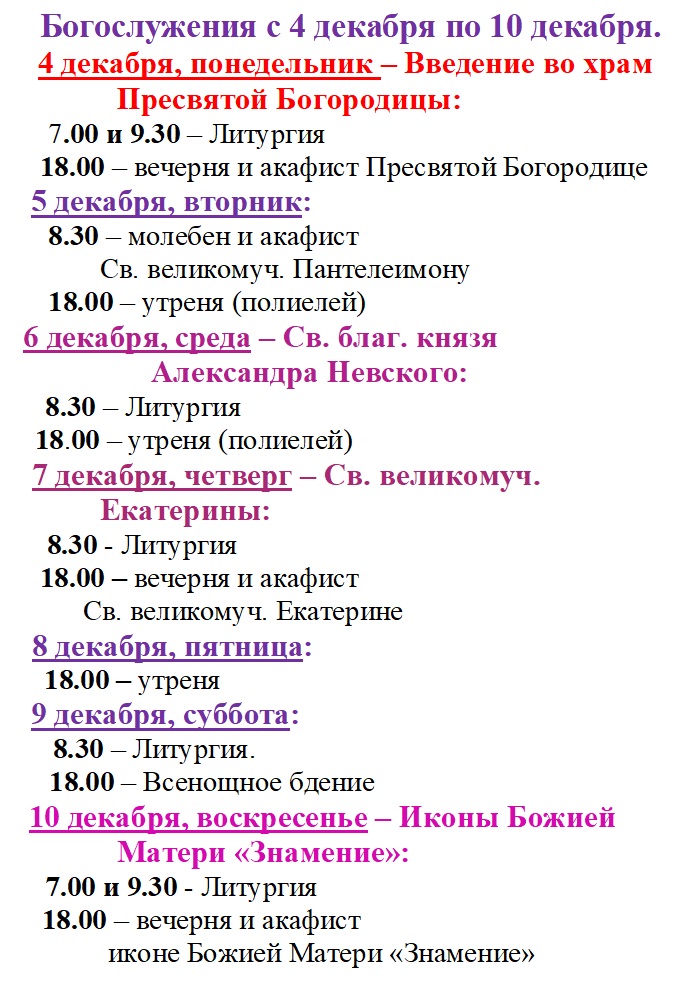 Богослужения с 4 декабря по 10 декабря.
4 декабря, понедельник – Введение во храм
Пресвятой Богородицы:
7.00 и 9.30 – Литургия
18.00 – вечерня и акафист Пресвятой Богородице
5 декабря, вторник:
8.30 – молебен и акафист
Св. великомуч. Пантелеимону
18.00 – утреня (полиелей)
6 декабря, среда – Св. благ. князя
Александра Невского:
8.30 – Литургия
18.00 – утреня (полиелей)
7 декабря, четверг – Св. великомуч.
Екатерины:
8.30 - Литургия
18.00 – вечерня и акафист
Св. великомуч. Екатерине
8 декабря, пятница:
18.00 – утреня
9 декабря, суббота:
8.30 – Литургия.
18.00 – Всенощное бдение
10 декабря, воскресенье – Иконы Божией
Матери «Знамение»:
7.00 и 9.30 - Литургия
18.00 – вечерня и акафист
иконе Божией Матери «Знамение»